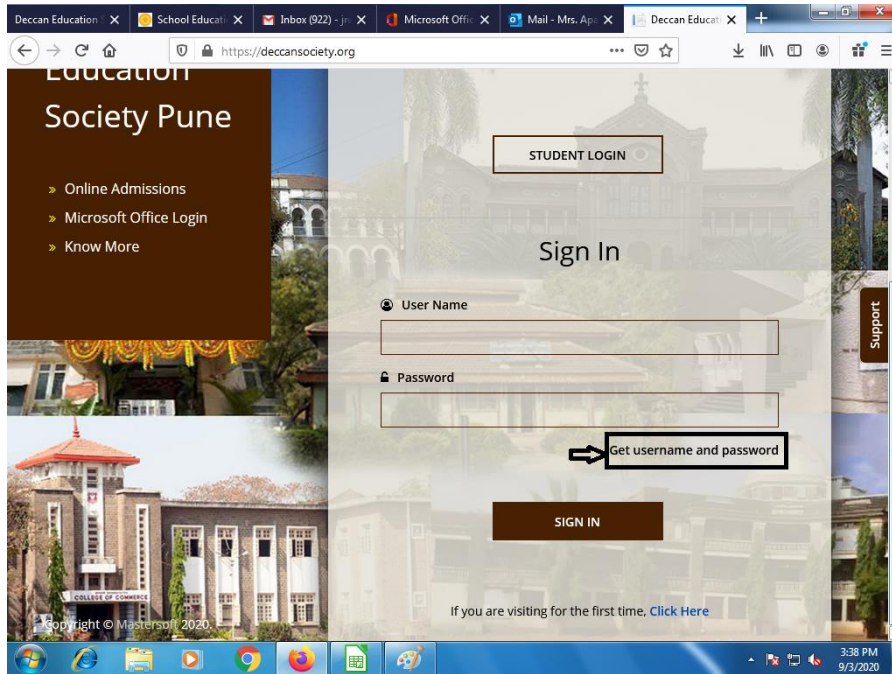 Deccan Education S
School Educati
Inbox (922) - jn
Microsoft Offic
Mail - Mrs. Apa
Deccan Educat
https://deccansociety.org
Education
Society Pune
» Online Admissions
» Microsoft Office Login
» Know More
STUDENT LOGIN
Sign In
User Name
Password
Get username and password
SIGN IN
If you are visiting for the first time, Click Here
Support
COLLEGE OF COMMERCE
Copyright © Mastersoft 2020.
3:38 PM
9/3/2020